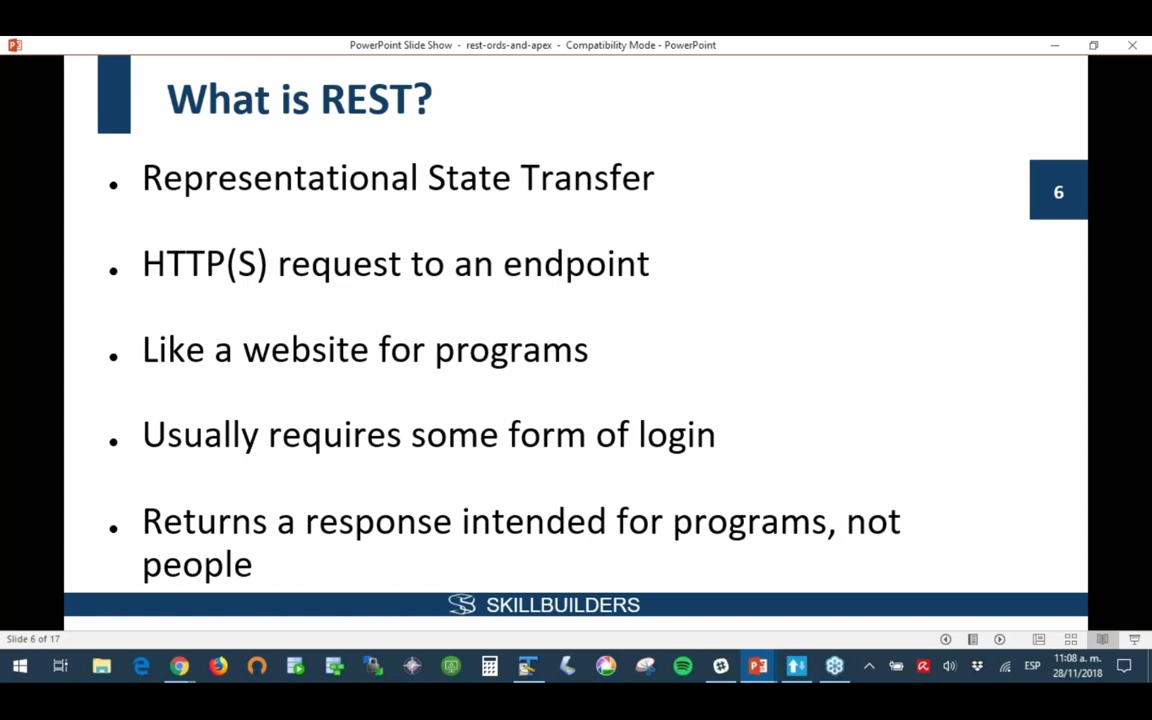 PowerPoint Slide Show - rest-ords-and-apex - Compatibility Mode - PowerPoint
What is REST?
• Representational State Transfer
6
• HTTP(S) request to an endpoint
• Like a website for programs
• Usually requires some form of login
• Returns a response intended for programs, not
people
SKILLBUILDERS
Slide 6 of 17
ESP
11:08 a. m.
28/11/2018